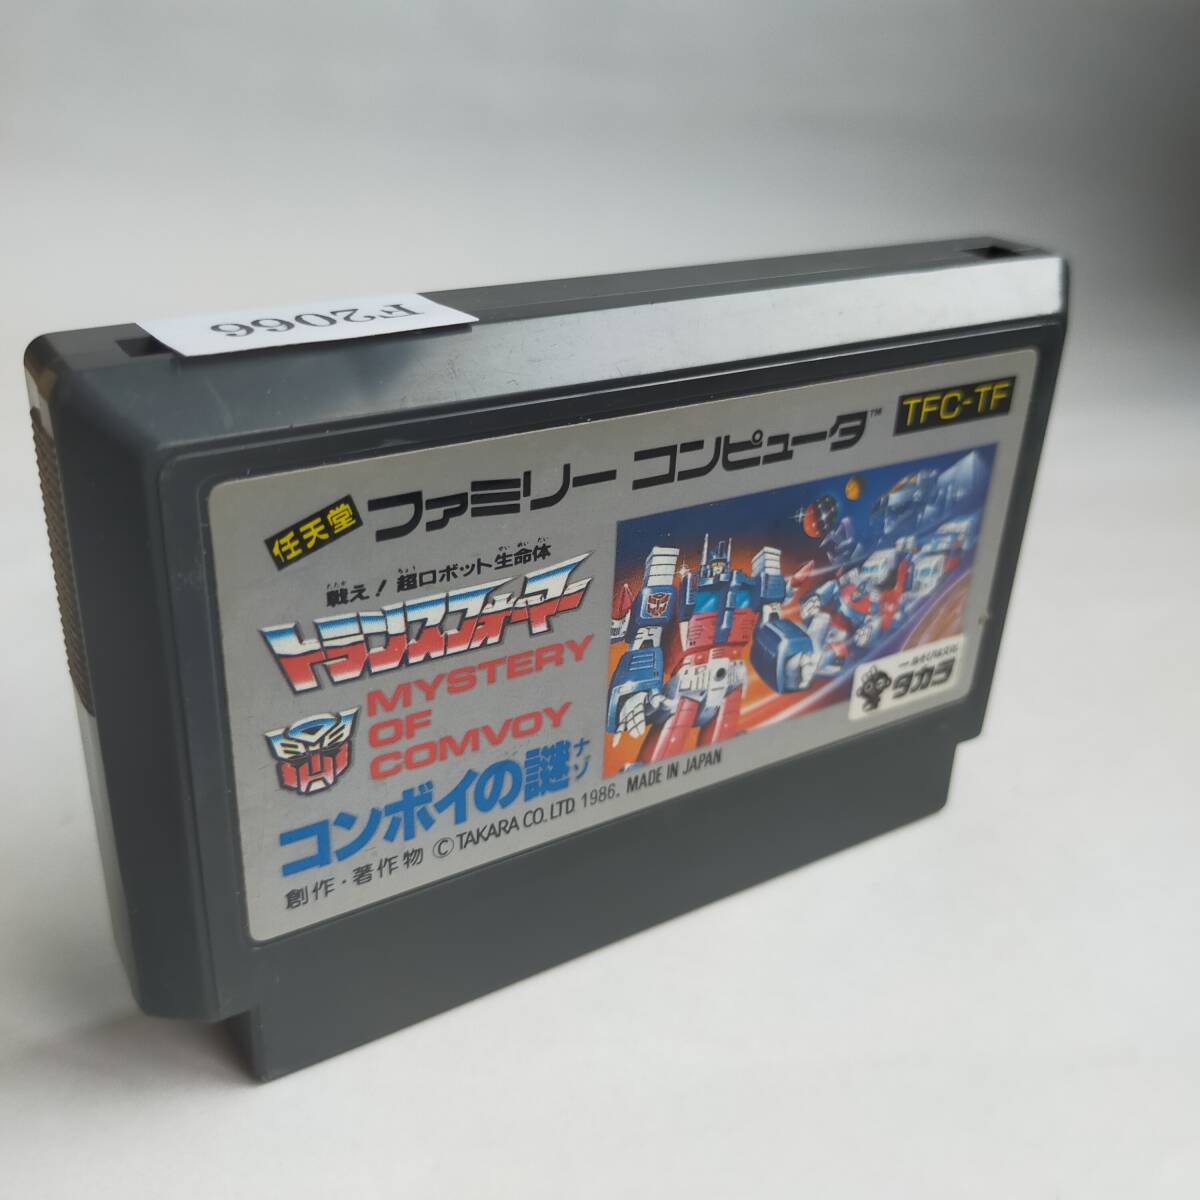 F2066
任天堂 ファミリー コンピュータ™ TFC-TF
戦え！超ロボット生命体
トランスフォーマー
MYSTERY
OF
COMVOY
コンボイの謎
ナゾ
タカラ
創作・著作物 © TAKARA CO.LTD. 1986. MADE IN JAPAN